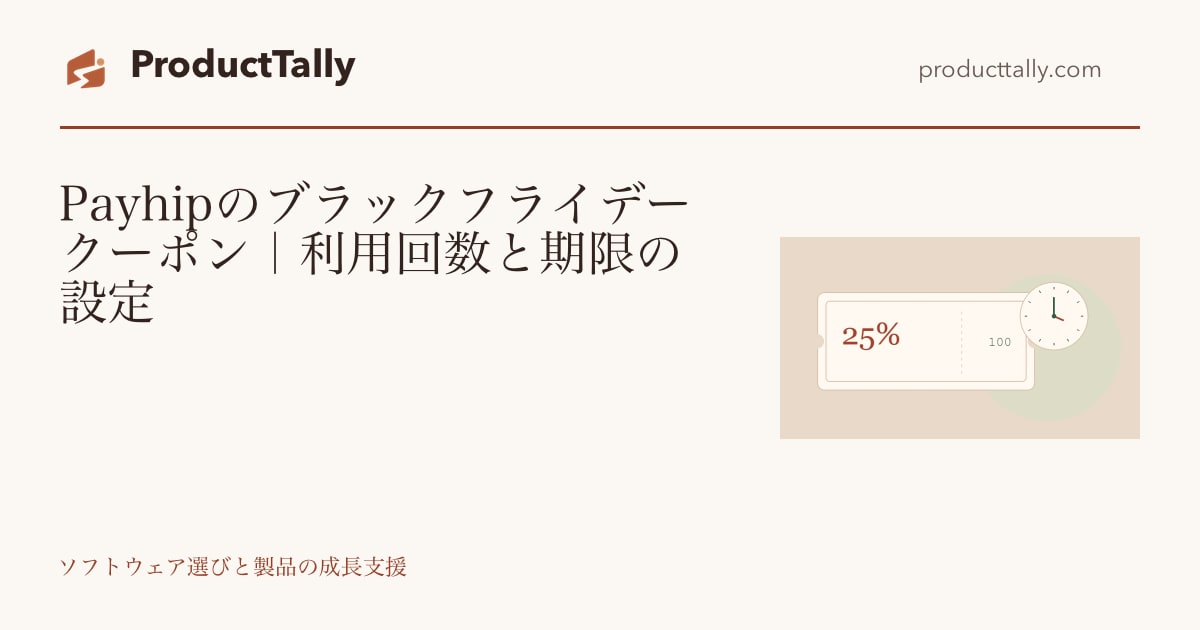 ProductTally
producttally.com
Payhipのブラックフライデー
クーポン｜利用回数と期限の
設定
25%
100
ソフトウェア選びと製品の成長支援